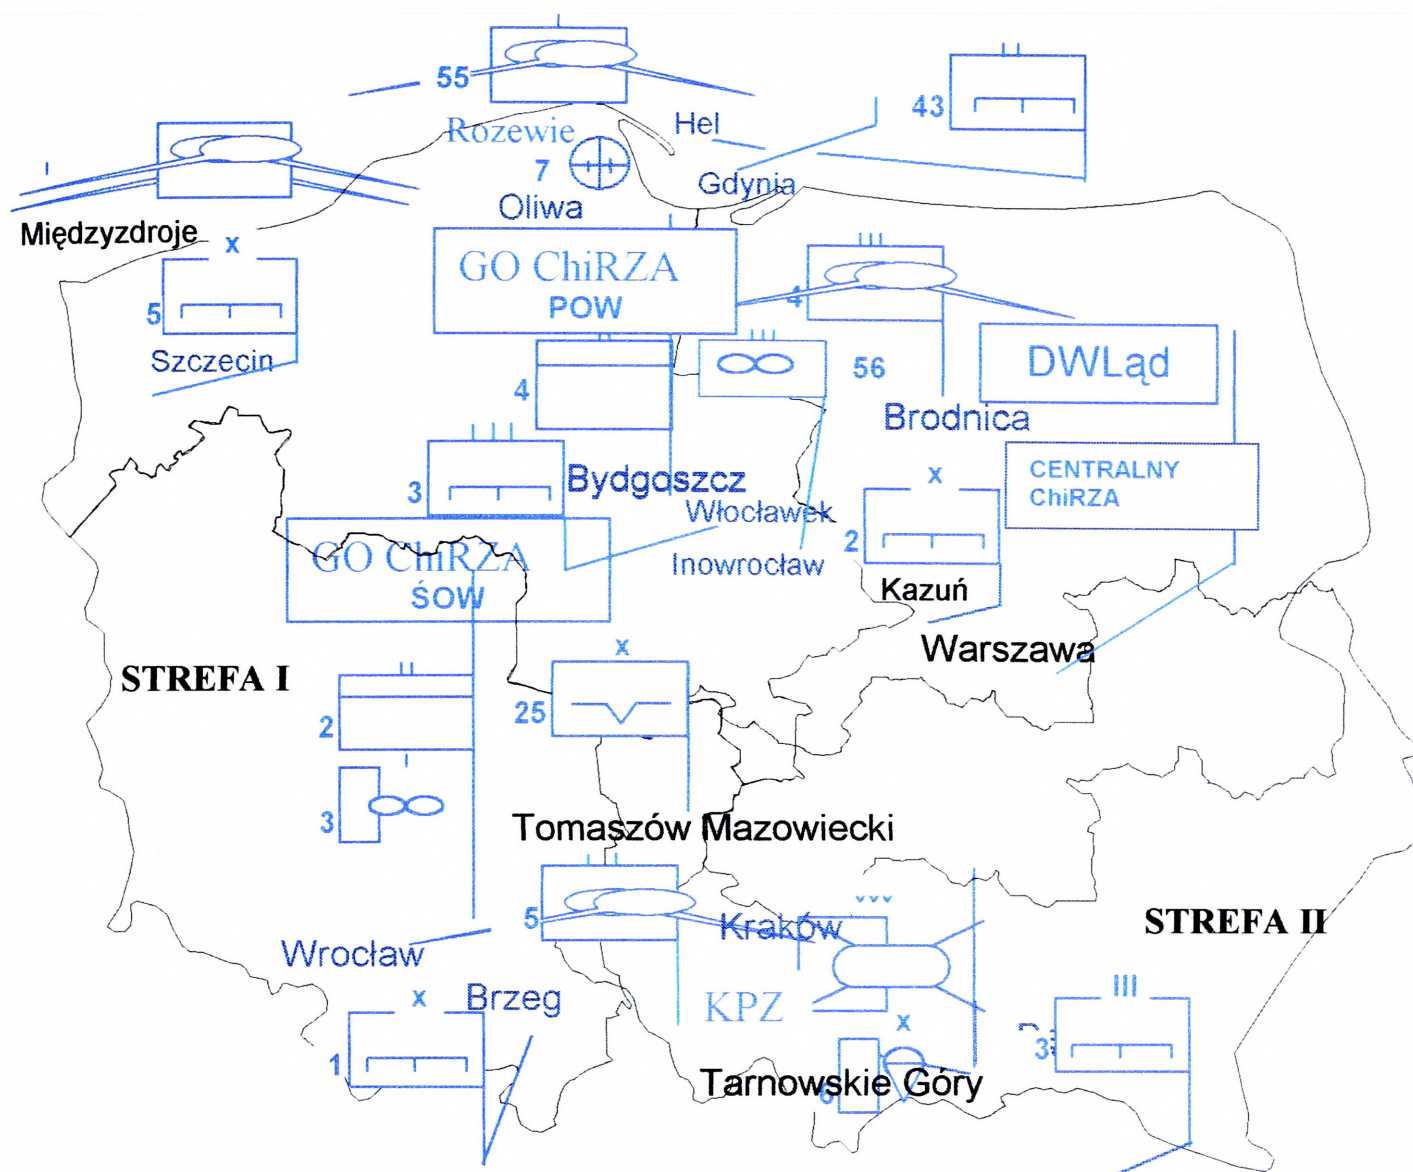 55
43
Rozewie
Hel
7
Gdynia
Oliwa
Międzyzdroje
x
GO ChiRZA
POW
5
4
Szczecin
DWLąd
56
4
Brodnica
CENTRALNY
ChiRZA
x
3
Bydgoszcz
Włocławek
2
GO ChiRZA
ŚOW
Inowrocław
Kazuń
x
Warszawa
STREFA I
25
2
3
Tomaszów Mazowiecki
5
Kraków
STREFA II
Wrocław
x
Brzeg
KPZ
x
3
1
Tarnowskie Góry
6